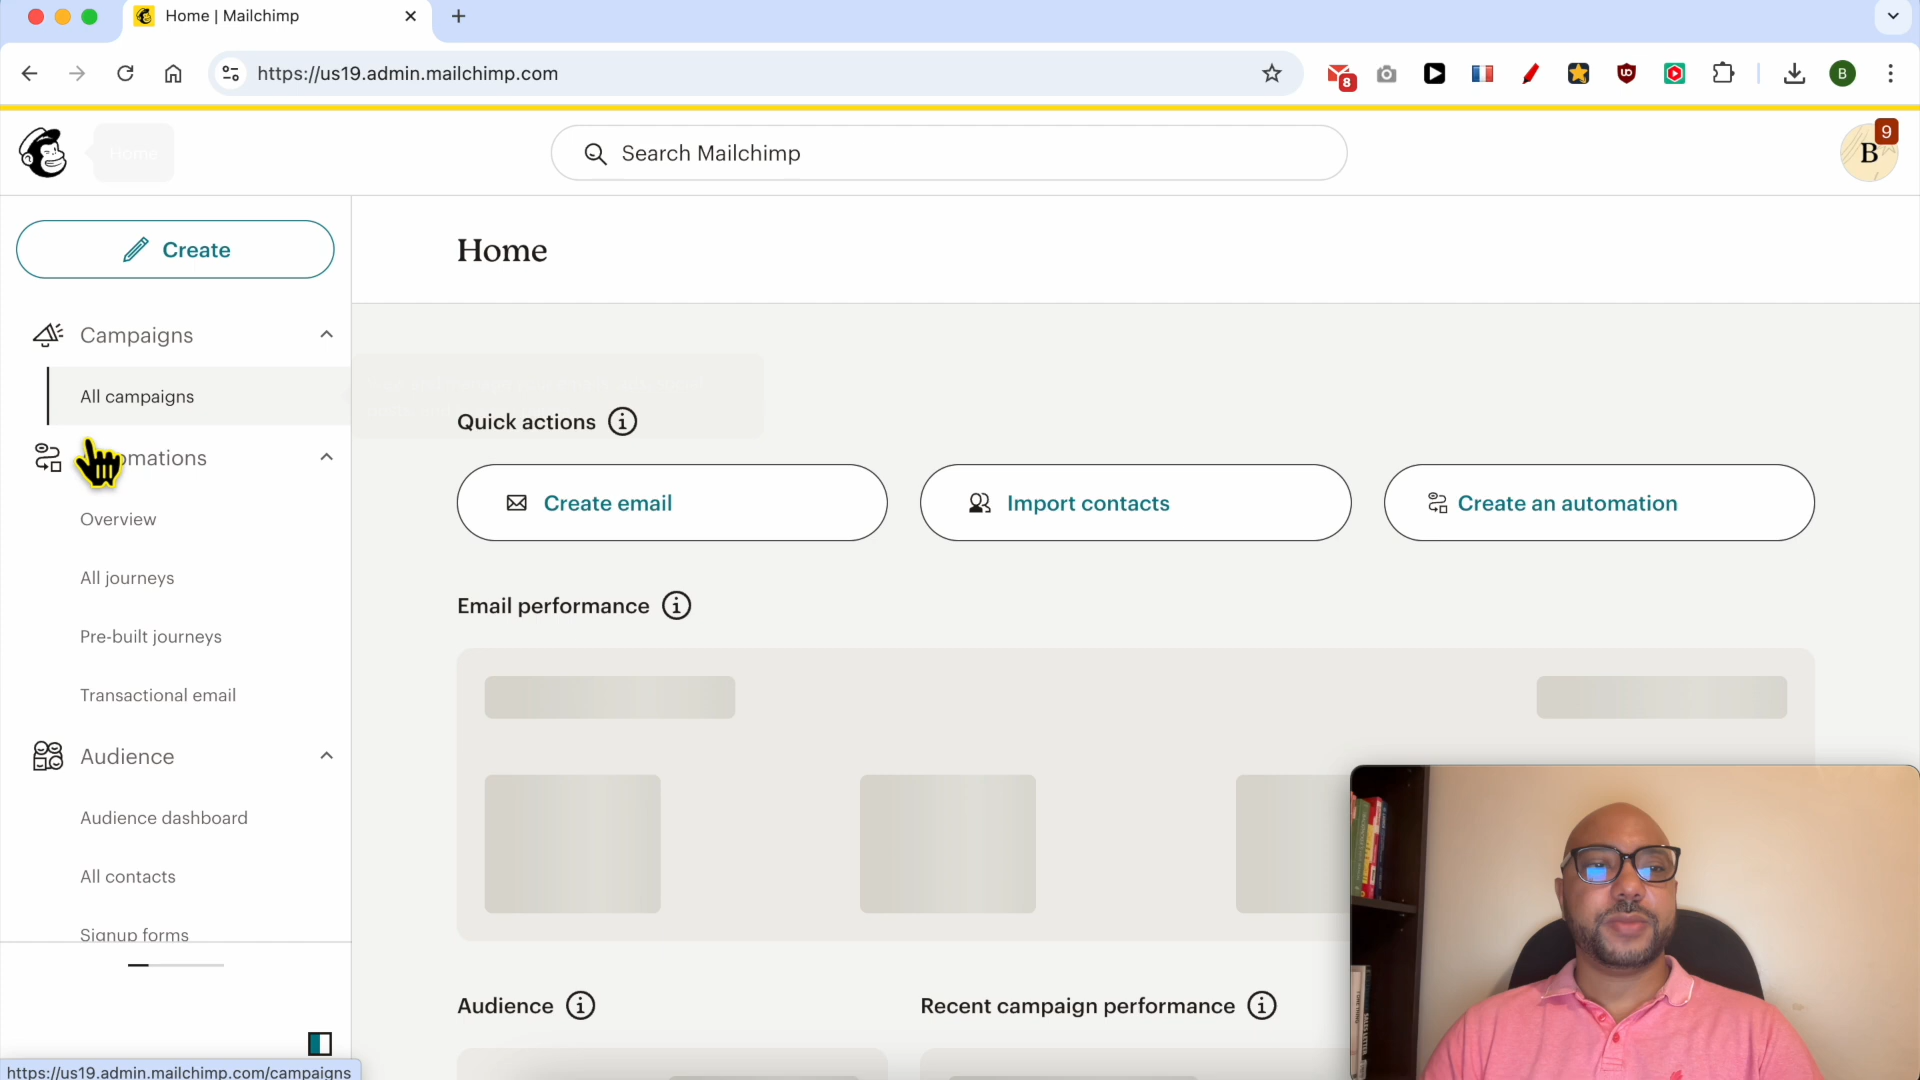 Home | Mailchimp
https://us19.admin.mailchimp.com
8
B
Home
Search Mailchimp
B
9
Create
Home
Campaigns
All campaigns
Quick actions
mations
Create email
Import contacts
Create an automation
Overview
All journeys
Email performance
Pre-built journeys
Transactional email
Audience
Audience dashboard
All contacts
Signup forms
Audience
Recent campaign performance
https://us19.admin.mailchimp.com/campaigns